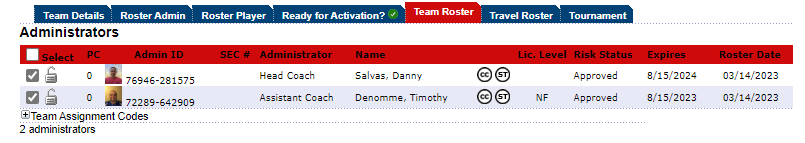 Team Details Roster Admin Roster Player Ready for Activation? Team Roster Travel Roster Tournament
Administrators
Select PC Admin ID SEC # Administrator Name Lic. Level Risk Status Expires Roster Date
0 76946-281575 Head Coach Salvas, Danny CC ST Approved 8/15/2024 03/14/2023
0 72289-642909 Assistant Coach Denomme, Timothy CC ST NF Approved 8/15/2023 03/14/2023
Team Assignment Codes
2 administrators